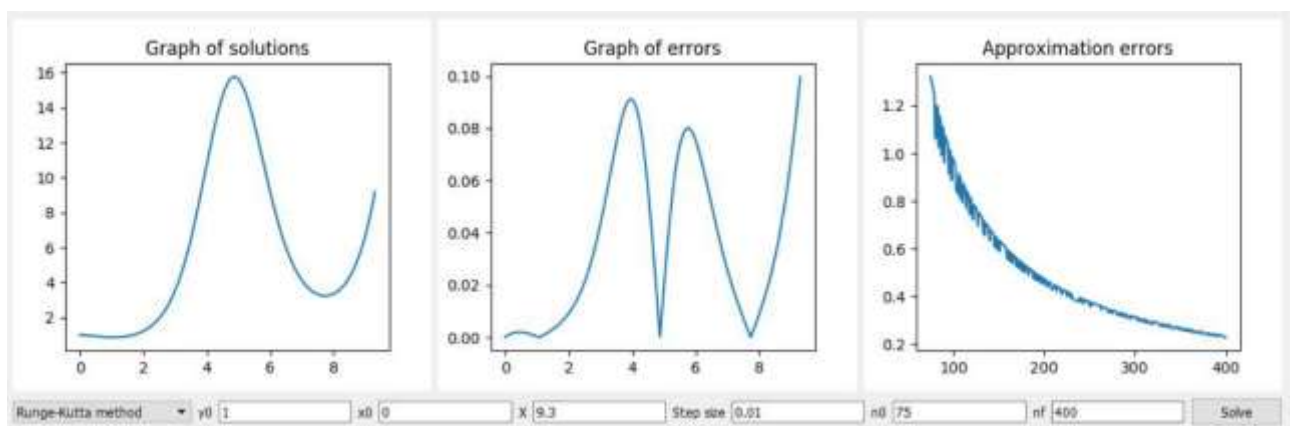 Graph of solutions
16
14
12
10
8
6
4
2
0 2 4 6 8
Graph of errors
0.10
0.08
0.06
0.04
0.02
0.00
0 2 4 6 8
Approximation errors
1.2
1.0
0.8
0.6
0.4
0.2
100 200 300 400
Runge-Kutta method y0 1 x0 0 X 9.3 Step size 0.01 n0 75 nf 400 Solve